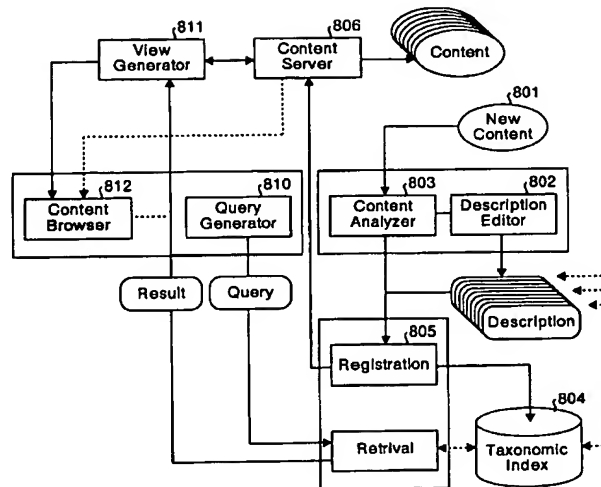 811
View
Generator
806
Content
Server
Content
801
New
Content
812
Content
Browser
810
Query
Generator
803
Content
Analyzer
802
Description
Editor
Result
Query
Description
805
Registration
Retrival
804
Taxonomic
Index